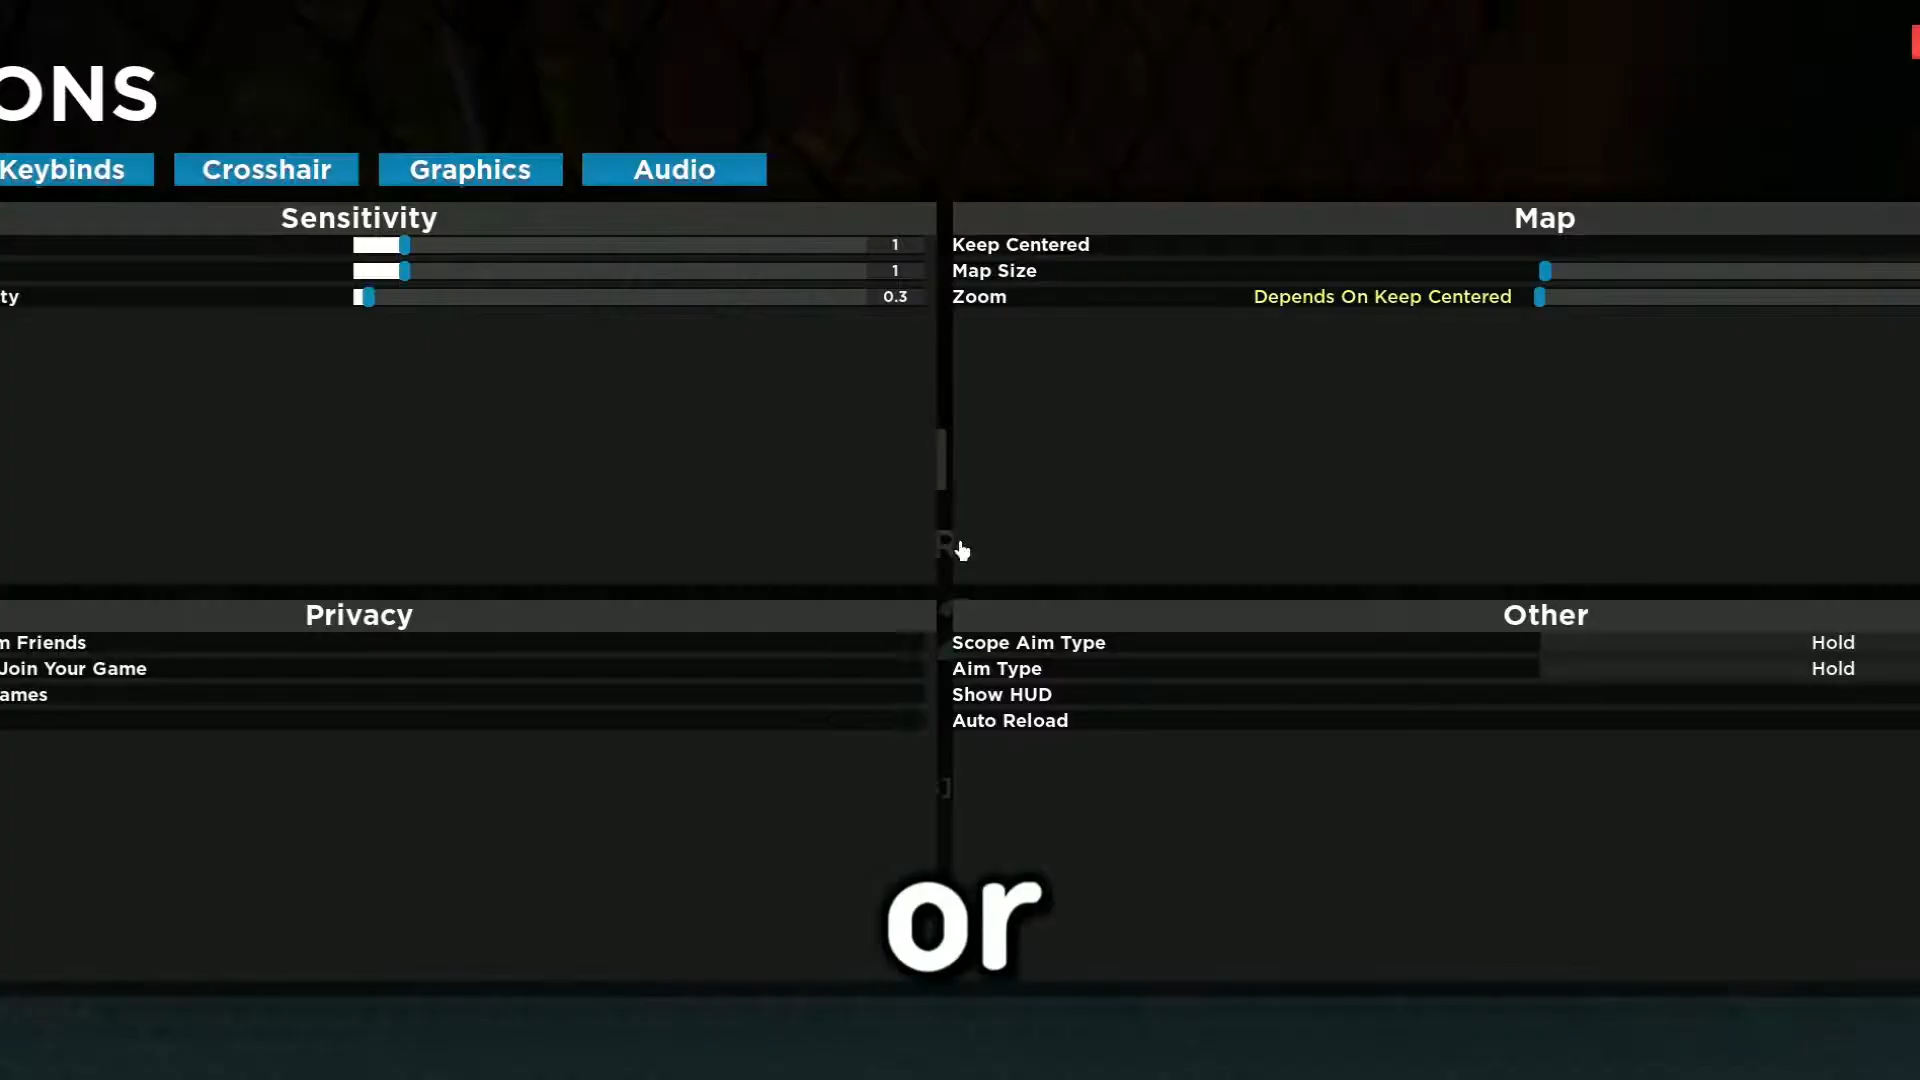 ONS
Keybinds Crosshair Graphics Audio
Sensitivity
1
1
ty 0.3
Map
Keep Centered
Map Size
Zoom Depends On Keep Centered
R
Privacy
m Friends
Join Your Game
ames
Other
Scope Aim Type Hold
Aim Type Hold
Show HUD
Auto Reload
]
or